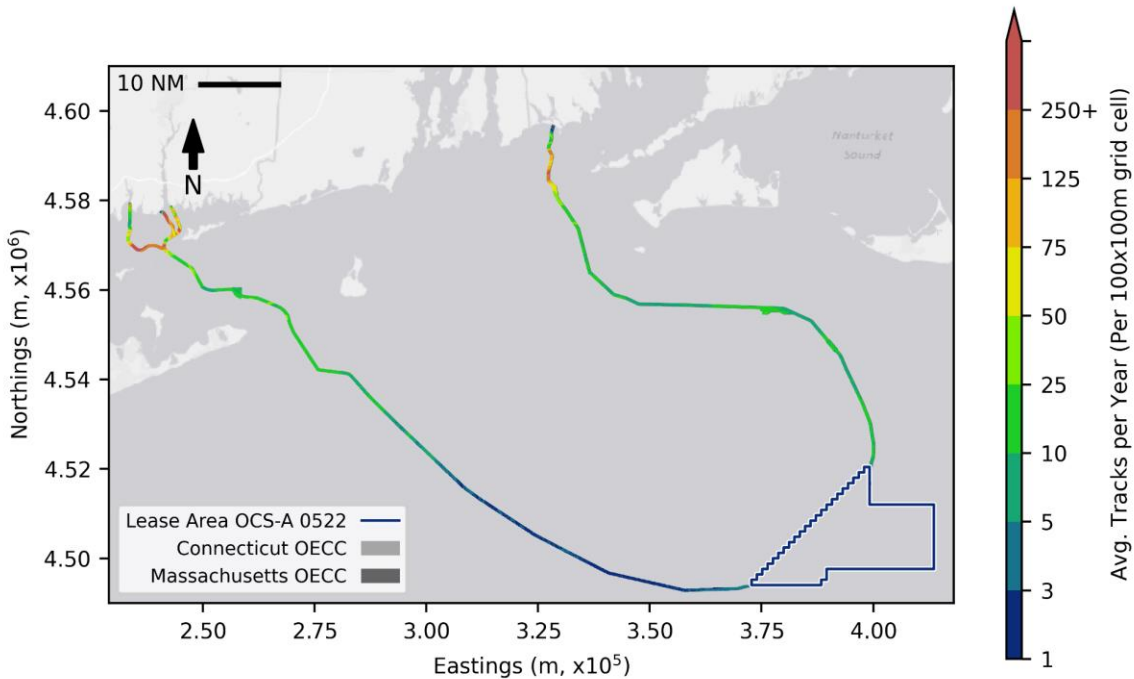 10 NM
N
Nantucket
Sound
Lease Area OCS-A 0522
Connecticut OECC
Massachusetts OECC
4.60
4.58
4.56
4.54
4.52
4.50
Northings (m, x10⁶)
2.50 2.75 3.00 3.25 3.50 3.75 4.00
Eastings (m, x10⁵)
250+
125
75
50
25
10
5
3
1
Avg. Tracks per Year (Per 100x100m grid cell)